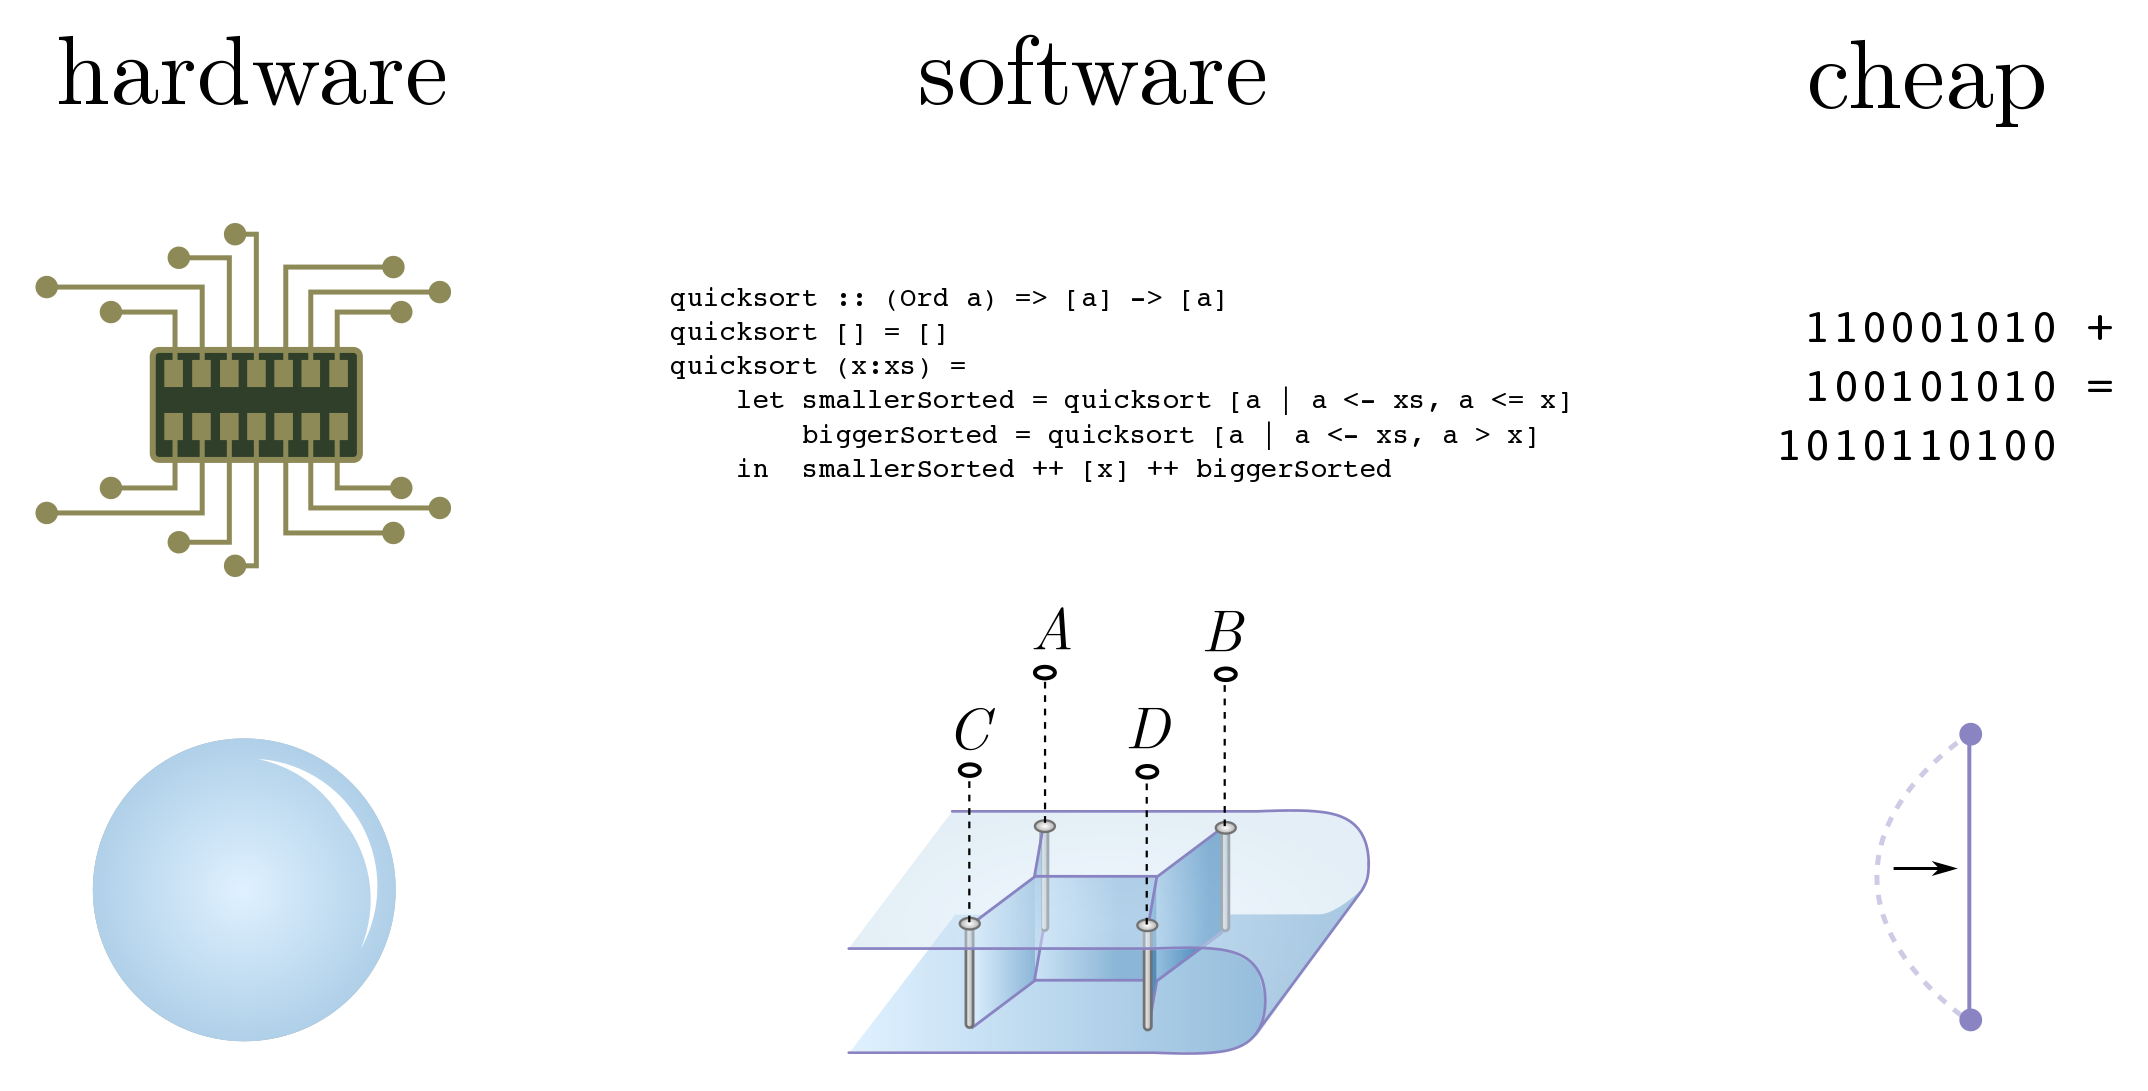 hardware
software
cheap
quicksort :: (Ord a) => [a] -> [a]
quicksort [] = []
quicksort (x:xs) =
    let smallerSorted = quicksort [a | a <- xs, a <= x]
        biggerSorted = quicksort [a | a <- xs, a > x]
    in  smallerSorted ++ [x] ++ biggerSorted
110001010 +
100101010 =
1010110100
A
B
C
D